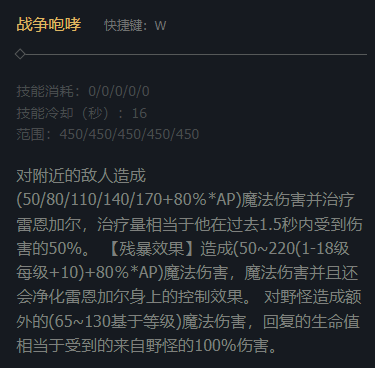 战争咆哮 快捷键：W
技能消耗：0/0/0/0/0
技能冷却（秒）：16
范围：450/450/450/450/450
对附近的敌人造成
(50/80/110/140/170+80%*AP)魔法伤害并治疗
雷恩加尔，治疗量相当于他在过去1.5秒内受到伤
害的50%。 【残暴效果】造成(50~220(1-18级
每级+10)+80%*AP)魔法伤害，魔法伤害并且还
会净化雷恩加尔身上的控制效果。 对野怪造成额
外的(65~130基于等级)魔法伤害，回复的生命值
相当于受到的来自野怪的100%伤害。